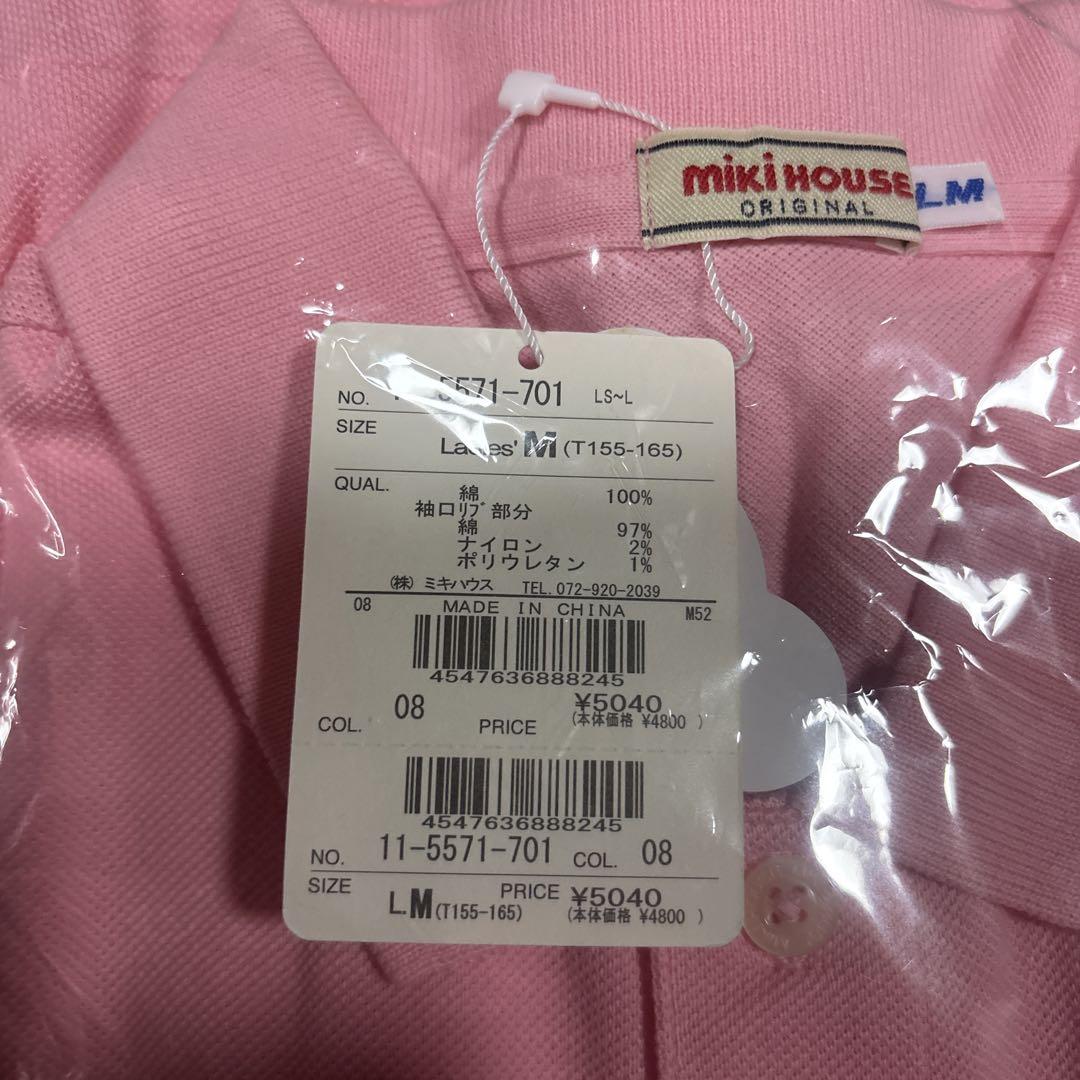 miki HOUSE
ORIGINAL
LM
NO. 5571-701 LS~L
SIZE
Ladies' M (T155-165)
QUAL.
綿 100%
袖口ﾘﾌﾞ部分
綿 97%
ナイロン 2%
ポリウレタン 1%
(株) ミキハウス TEL.072-920-2039
08 MADE IN CHINA M52
4547636888245
COL. 08 PRICE ¥5040
(本体価格 ¥4800 )
4547636888245
NO. 11-5571-701 COL. 08
SIZE L.M(T155-165) PRICE ¥5040
(本体価格 ¥4800 )